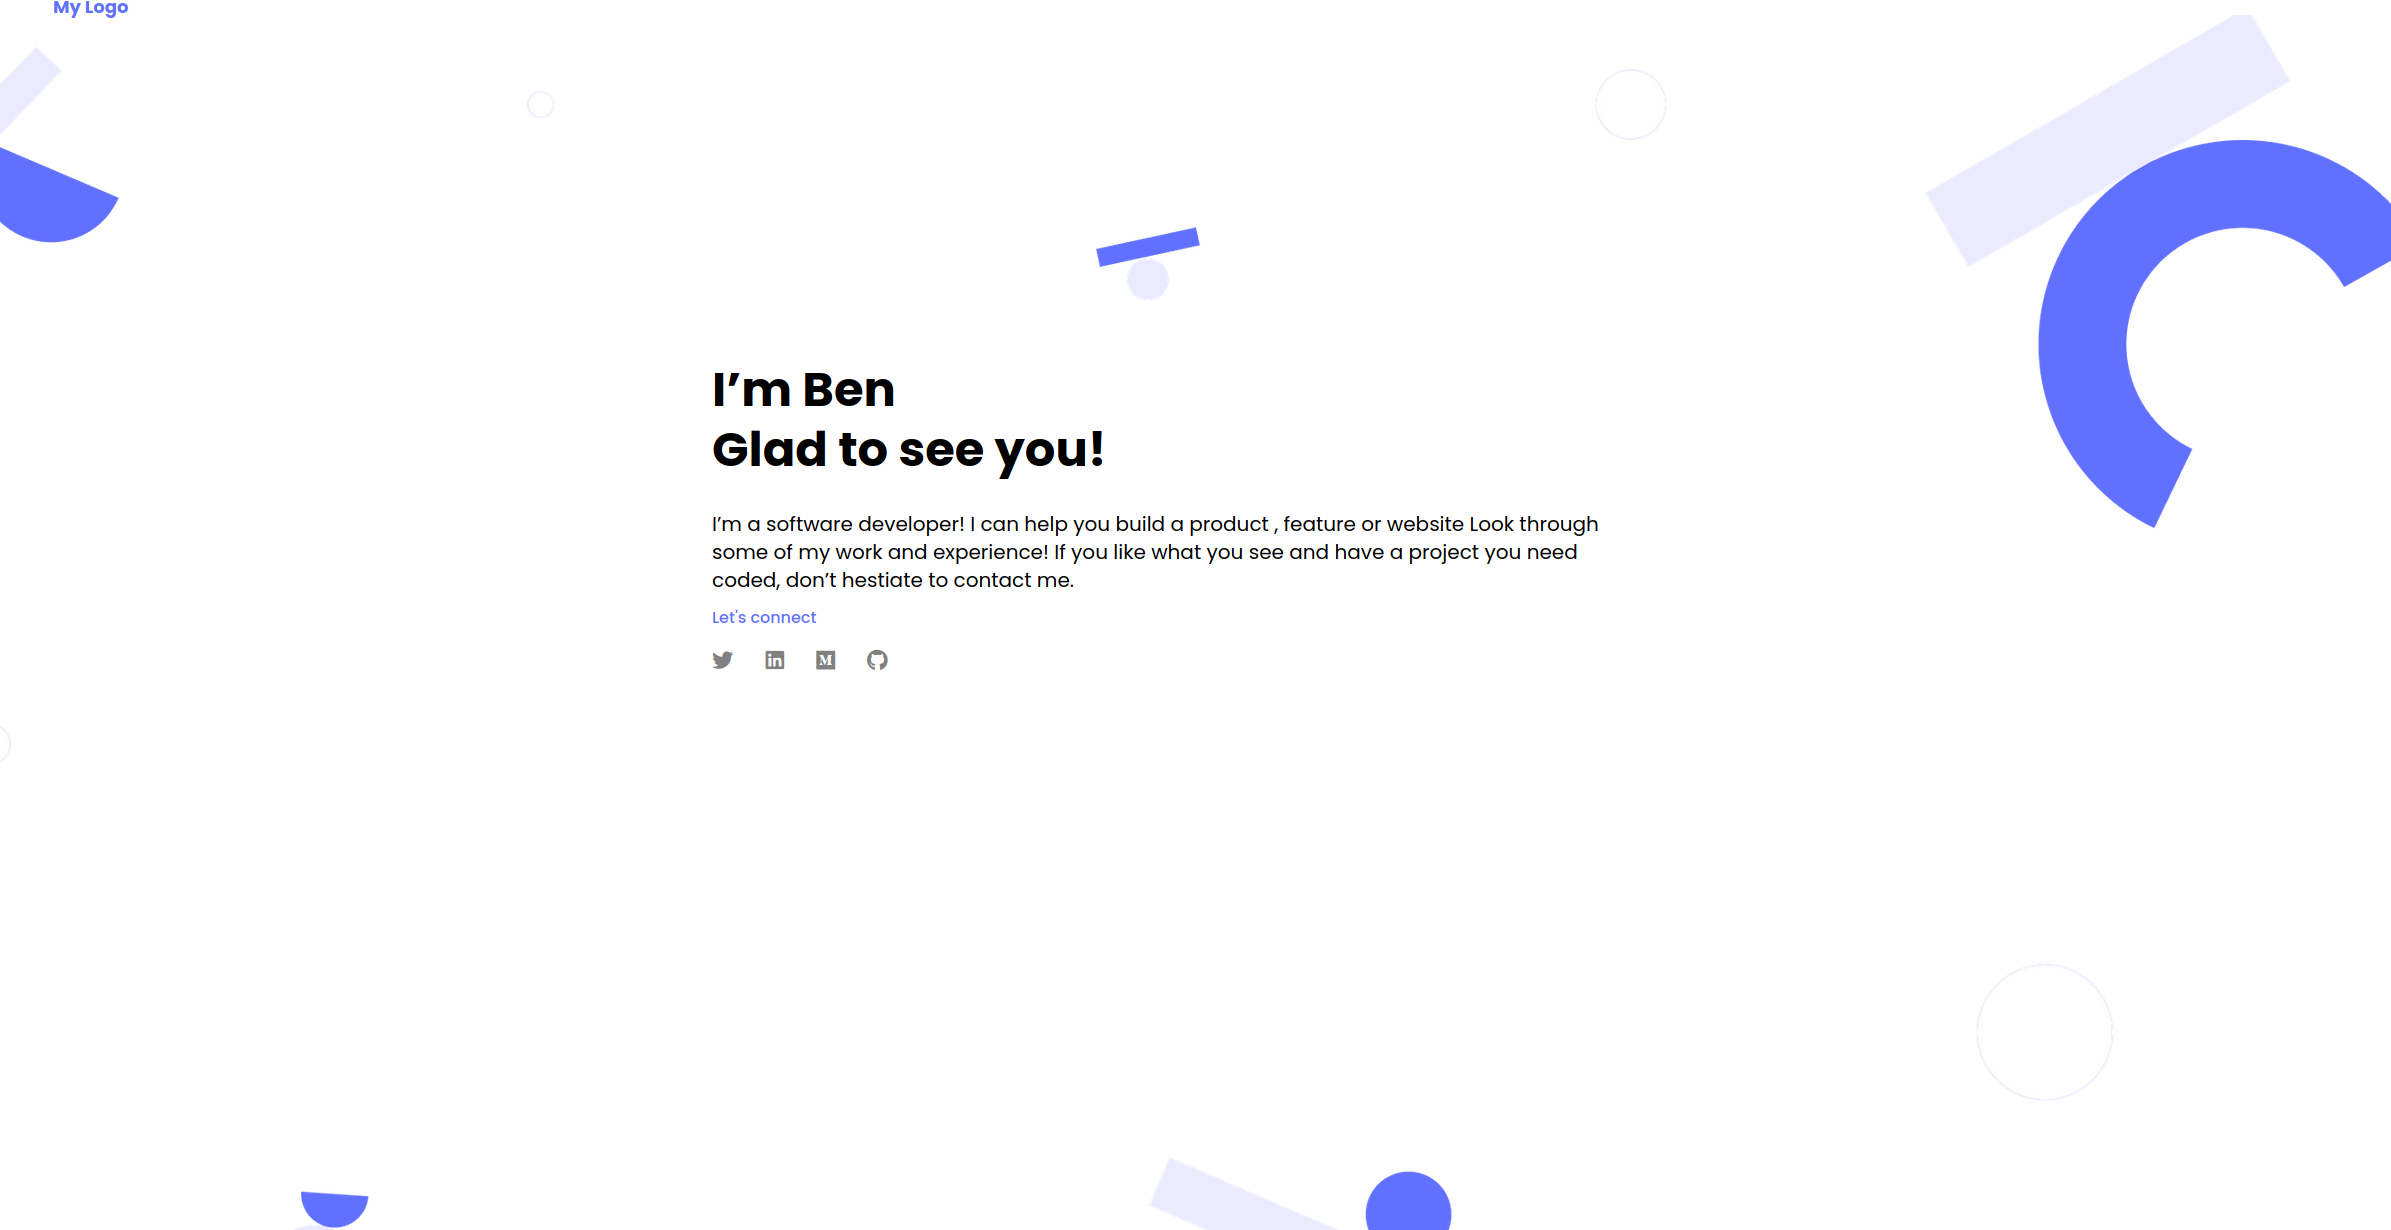 My Logo
I’m Ben
Glad to see you!
I’m a software developer! I can help you build a product , feature or website Look through
some of my work and experience! If you like what you see and have a project you need
coded, don’t hestiate to contact me.
Let's connect